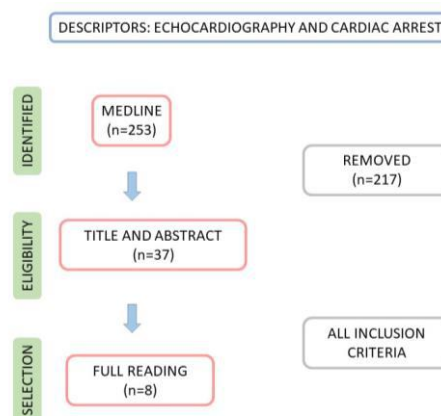 DESCRIPTORS: ECHOCARDIOGRAPHY AND CARDIAC ARREST
IDENTIFIED
MEDLINE
(n=253)
REMOVED
(n=217)
ELIGIBILITY
TITLE AND ABSTRACT
(n=37)
ALL INCLUSION
CRITERIA
SELECTION
FULL READING
(n=8)